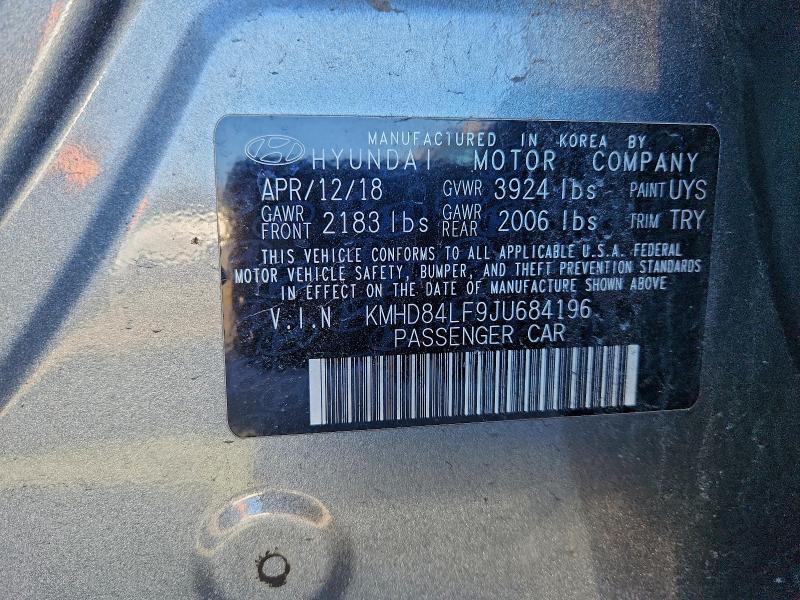 MANUFACTURED IN KOREA BY
HYUNDAI MOTOR COMPANY
APR/12/18 GVWR 3924 lbs PAINT UYS
GAWR FRONT 2183 lbs GAWR REAR 2006 lbs TRIM TRY
THIS VEHICLE CONFORMS TO ALL APPLICABLE U.S.A. FEDERAL
MOTOR VEHICLE SAFETY, BUMPER, AND THEFT PREVENTION STANDARDS
IN EFFECT ON THE DATE OF MANUFACTURE SHOWN ABOVE
V.I.N KMHD84LF9JU684196
PASSENGER CAR